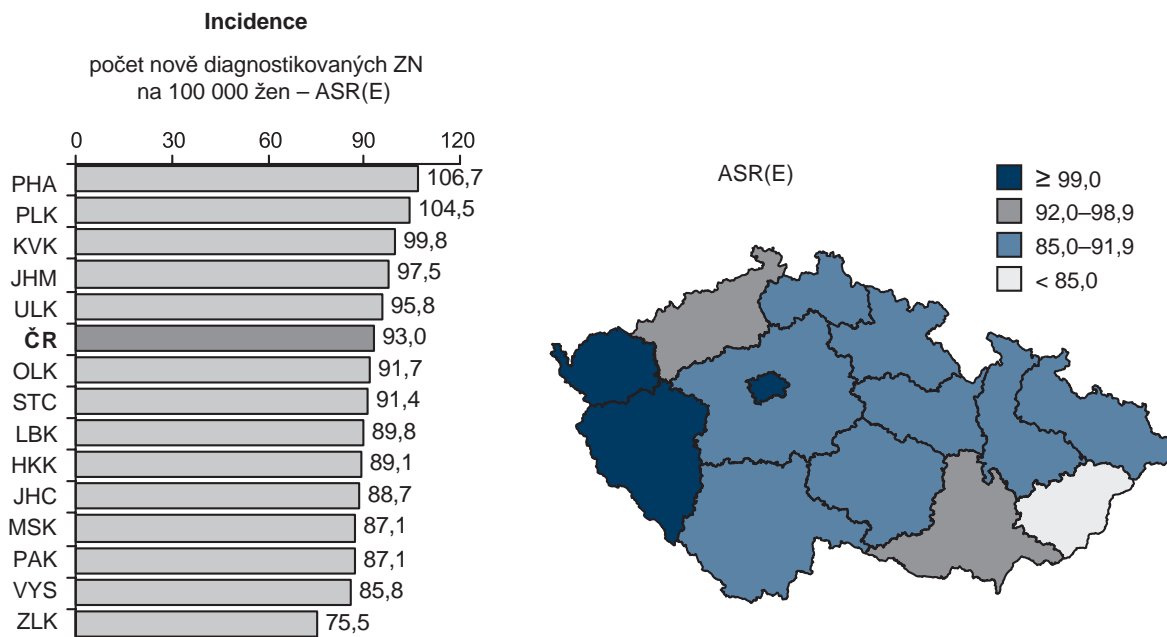 Incidence
počet nově diagnostikovaných ZN
na 100 000 žen – ASR(E)
0 30 60 90 120
PHA 106,7
PLK 104,5
KVK 99,8
JHM 97,5
ULK 95,8
ČR 93,0
OLK 91,7
STC 91,4
LBK 89,8
HKK 89,1
JHC 88,7
MSK 87,1
PAK 87,1
VYS 85,8
ZLK 75,5
ASR(E)
≥ 99,0
92,0–98,9
85,0–91,9
< 85,0